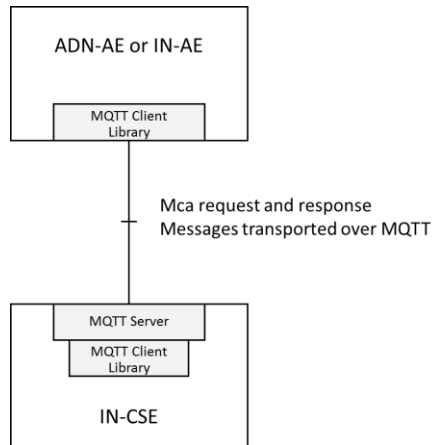 ADN-AE or IN-AE
MQTT Client
Library
Mca request and response
Messages transported over MQTT
MQTT Server
MQTT Client
Library
IN-CSE